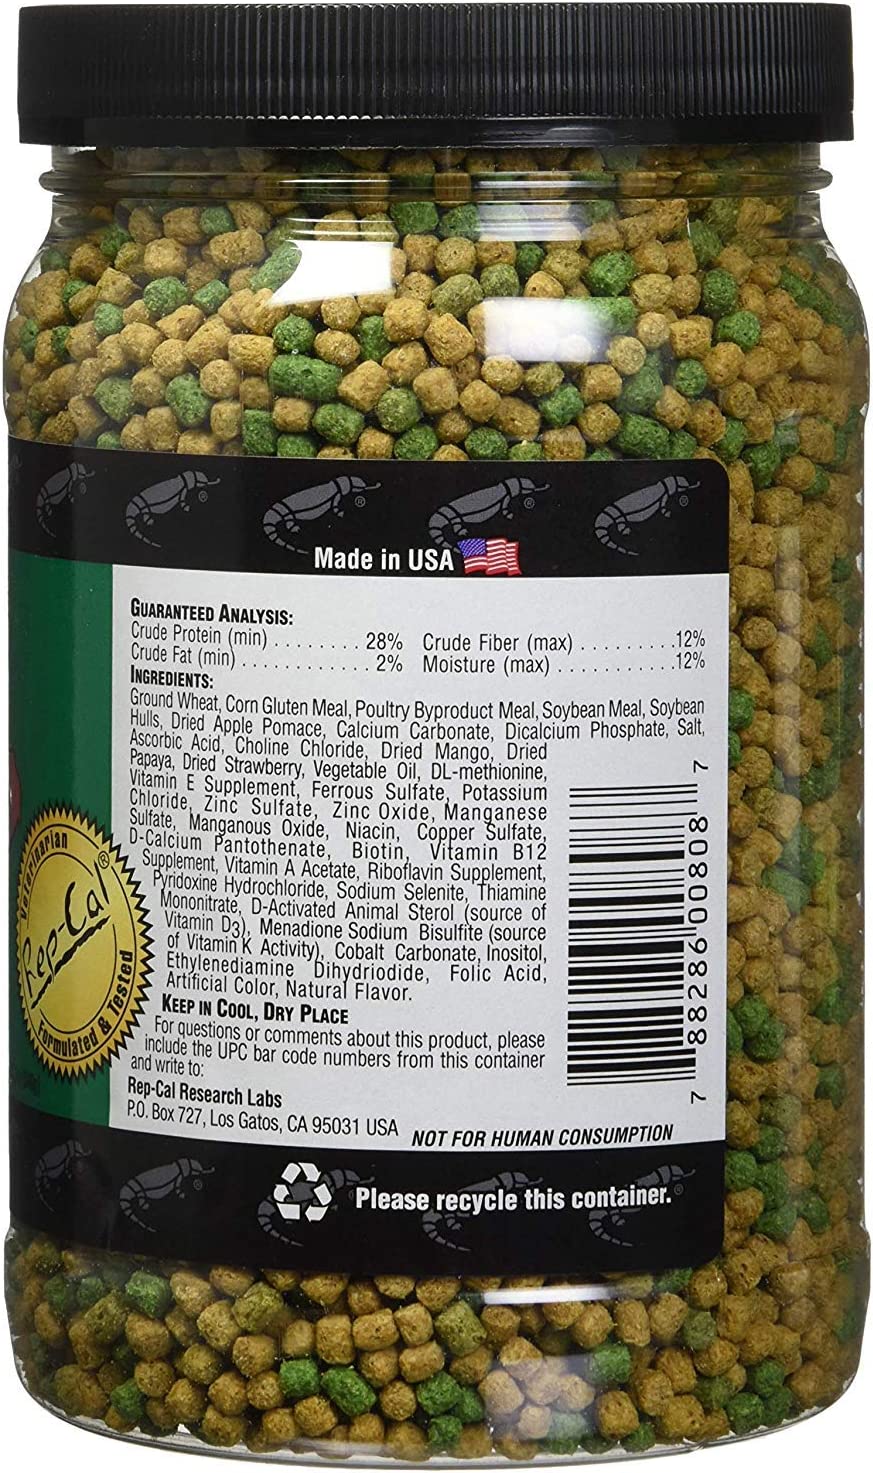 Made in USA
GUARANTEED ANALYSIS:
Crude Protein (min) . . . . . . . . 28% Crude Fiber (max) . . . . . . . . . .12%
Crude Fat (min) . . . . . . . . . . . . 2% Moisture (max) . . . . . . . . . . . .12%
INGREDIENTS:
Ground Wheat, Corn Gluten Meal, Poultry Byproduct Meal, Soybean Meal, Soybean
Hulls, Dried Apple Pomace, Calcium Carbonate, Dicalcium Phosphate, Salt,
Ascorbic Acid, Choline Chloride, Dried Mango, Dried
Papaya, Dried Strawberry, Vegetable Oil, DL-methionine,
Vitamin E Supplement, Ferrous Sulfate, Potassium
Chloride, Zinc Sulfate, Zinc Oxide, Manganese
Sulfate, Manganous Oxide, Niacin, Copper Sulfate,
D-Calcium Pantothenate, Biotin, Vitamin B12
Supplement, Vitamin A Acetate, Riboflavin Supplement,
Pyridoxine Hydrochloride, Sodium Selenite, Thiamine
Mononitrate, D-Activated Animal Sterol (source of
Vitamin D3), Menadione Sodium Bisulfite (source
of Vitamin K Activity), Cobalt Carbonate, Inositol,
Ethylenediamine Dihydriodide, Folic Acid,
Artificial Color, Natural Flavor.
KEEP IN COOL, DRY PLACE
For questions or comments about this product, please
include the UPC bar code numbers from this container
and write to:
Rep-Cal Research Labs
P.O. Box 727, Los Gatos, CA 95031 USA
NOT FOR HUMAN CONSUMPTION
7 88286 00808 7
Veterinarian
Rep-Cal®
Formulated & Tested
Please recycle this container.